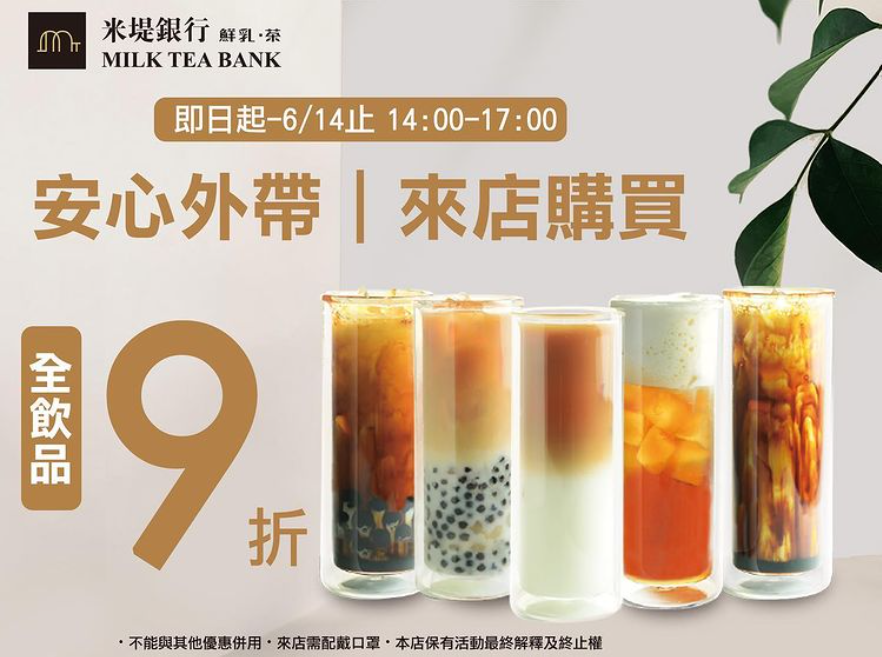 米堤銀行 鮮乳·茶
MILK TEA BANK
即日起-6/14止 14:00-17:00
安心外帶｜來店購買
全飲品
9折
·不能與其他優惠併用·來店需配戴口罩·本店保有活動最終解釋及終止權